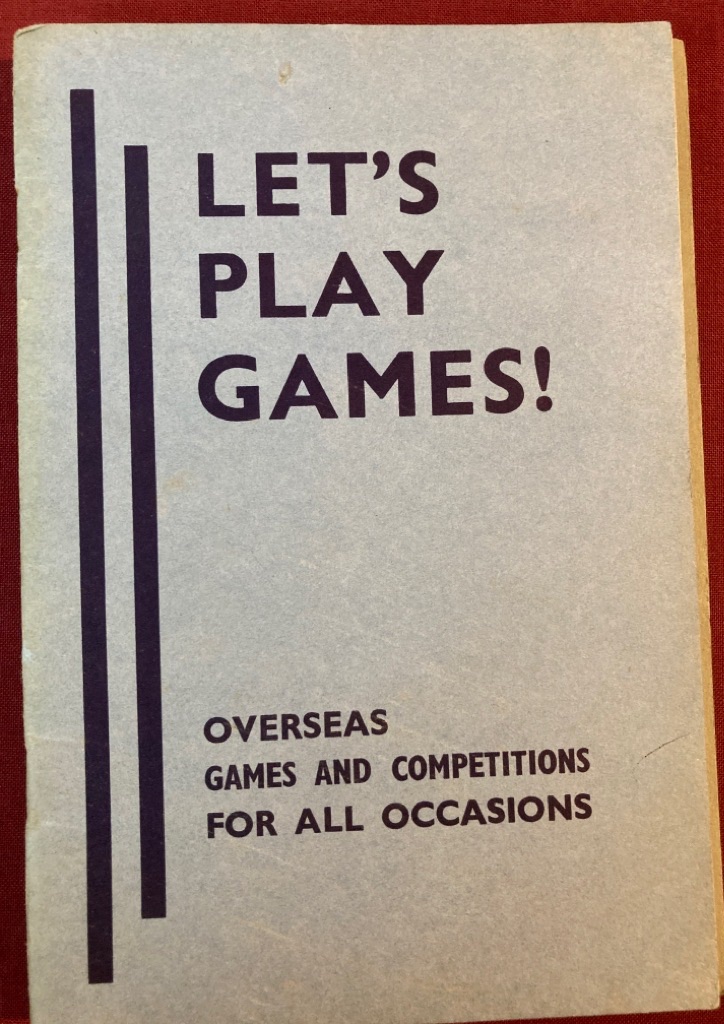 LET'S
PLAY
GAMES!
OVERSEAS
GAMES AND COMPETITIONS
FOR ALL OCCASIONS